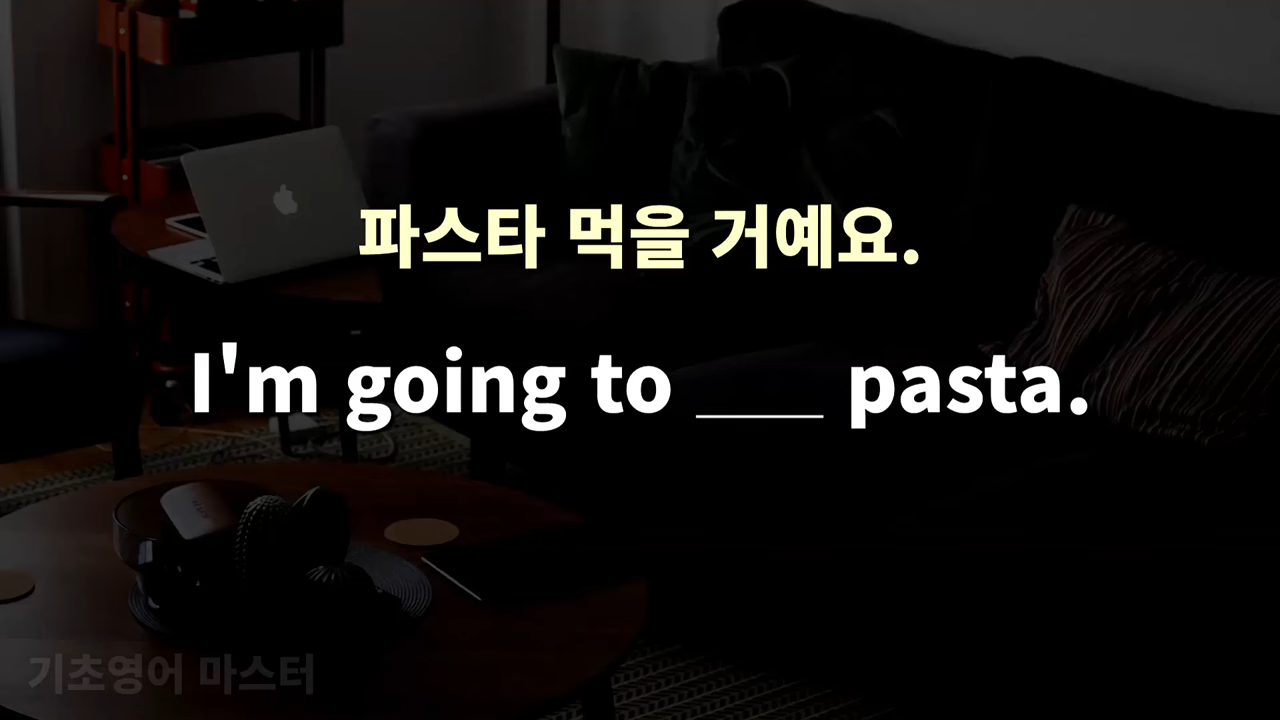 파스타 먹을 거예요.
I'm going to ___ pasta.
기초영어 마스터